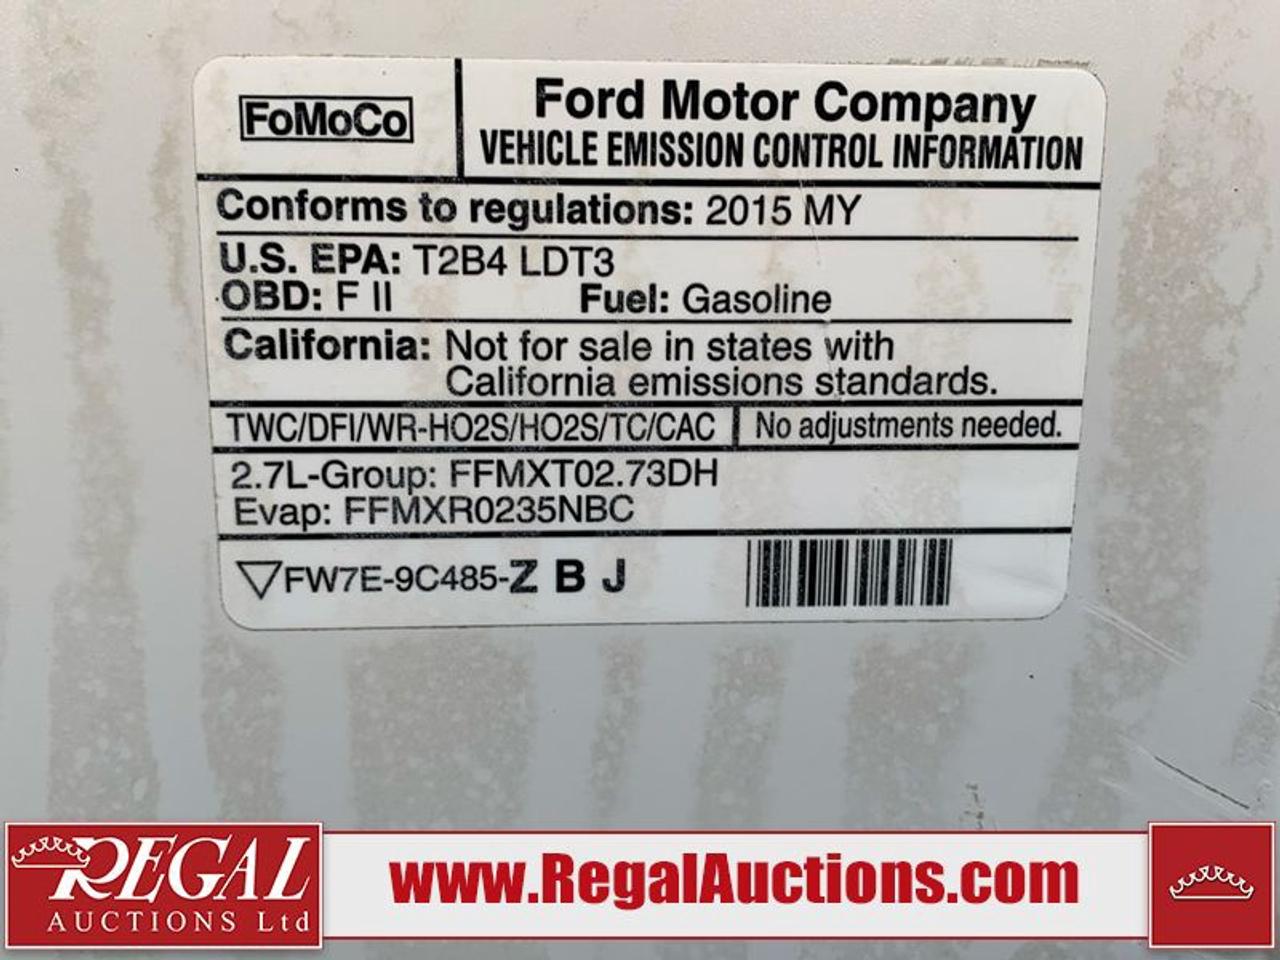 FoMoCo
Ford Motor Company
VEHICLE EMISSION CONTROL INFORMATION
Conforms to regulations: 2015 MY
U.S. EPA: T2B4 LDT3
OBD: F II Fuel: Gasoline
California: Not for sale in states with
California emissions standards.
TWC/DFI/WR-HO2S/HO2S/TC/CAC No adjustments needed.
2.7L-Group: FFMXT02.73DH
Evap: FFMXR0235NBC
FW7E-9C485-Z B J
REGAL
AUCTIONS Ltd
www.RegalAuctions.com